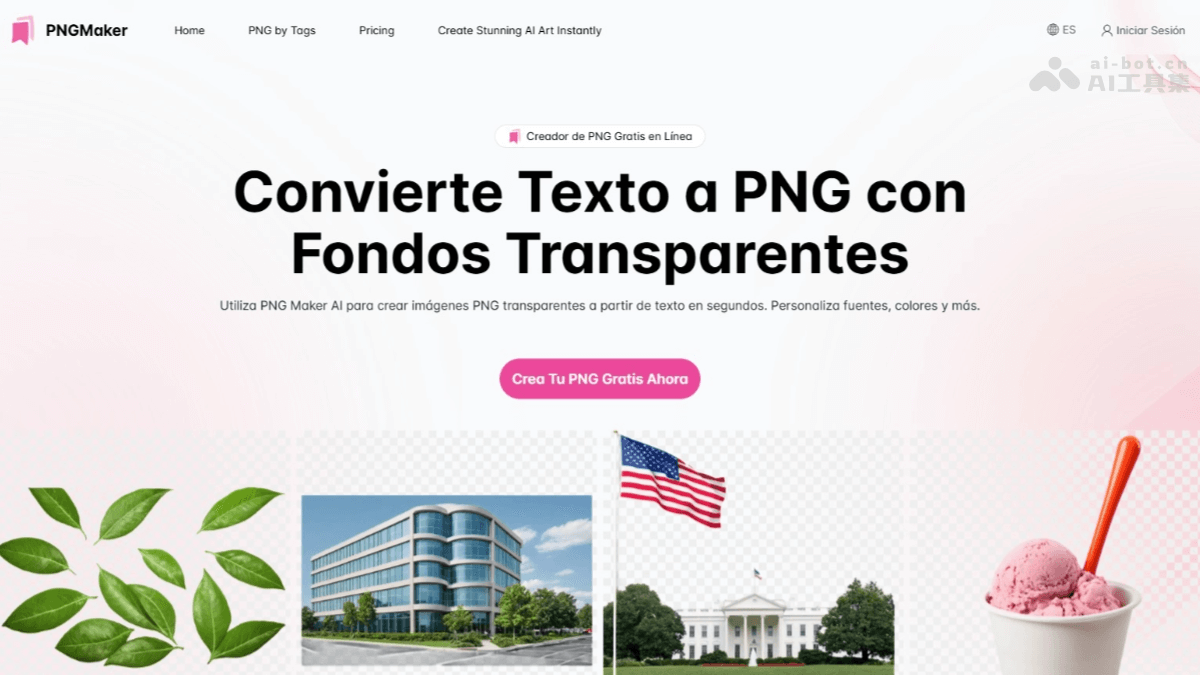 PNGMaker
Home
PNG by Tags
Pricing
Create Stunning AI Art Instantly
ES
Iniciar Sesión
ai-bot.cn
AI工具集
Creador de PNG Gratis en Línea
Convierte Texto a PNG con
Fondos Transparentes
Utiliza PNG Maker AI para crear imágenes PNG transparentes a partir de texto en segundos. Personaliza fuentes, colores y más.
Crea Tu PNG Gratis Ahora